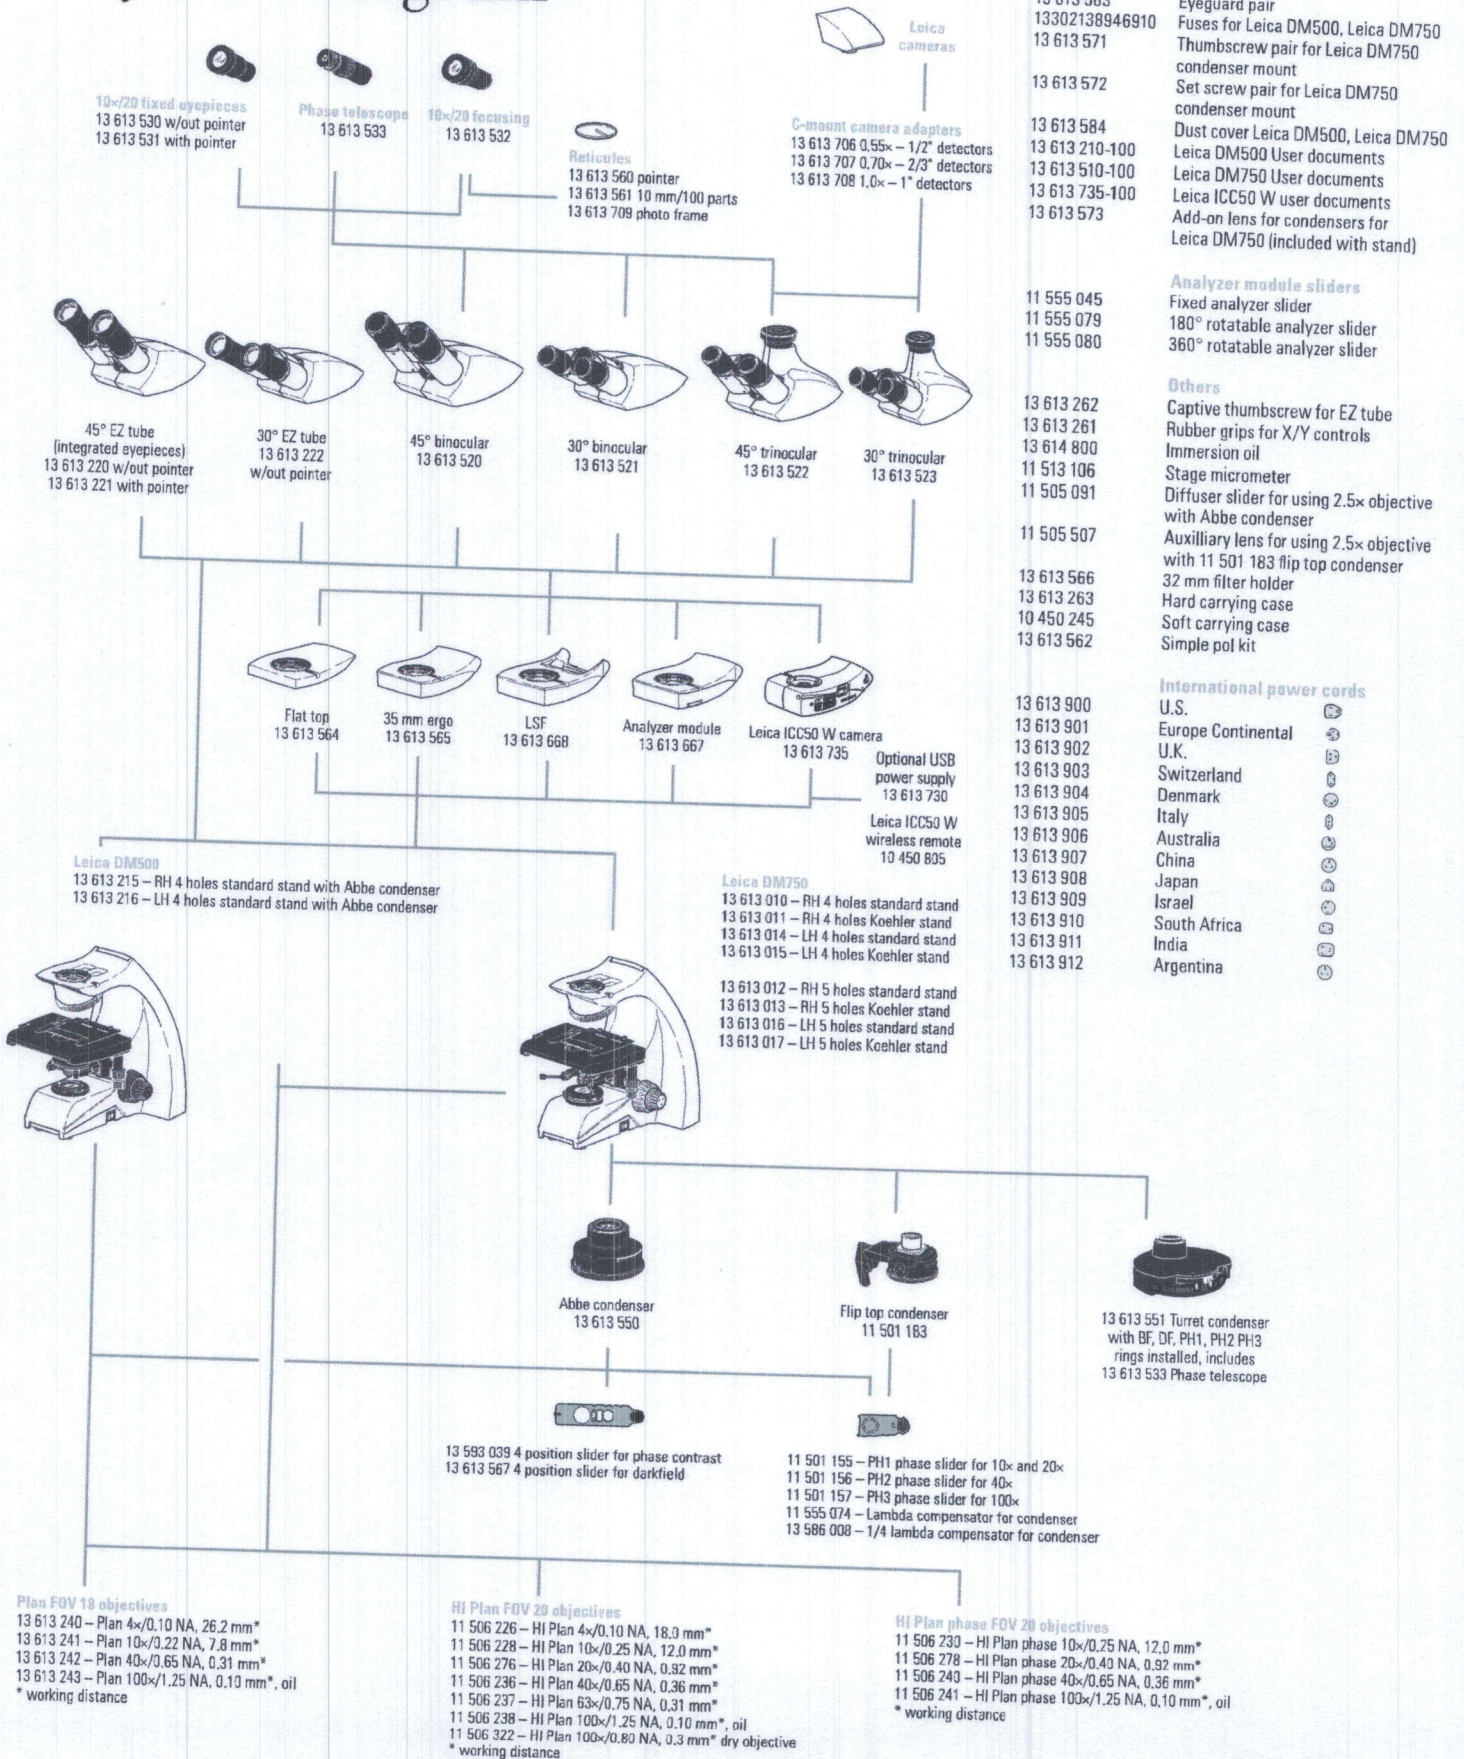 Leica
cameras
10×/20 fixed eyepieces
13 613 530 w/out pointer
13 613 531 with pointer
Phase telescope
13 613 533
10×/20 focusing
13 613 532
Reticules
13 613 560 pointer
13 613 561 10 mm/100 parts
13 613 709 photo frame
C-mount camera adapters
13 613 706 0.55× – 1/2" detectors
13 613 707 0.70× – 2/3" detectors
13 613 708 1.0× – 1" detectors
45° EZ tube
(integrated eyepieces)
13 613 220 w/out pointer
13 613 221 with pointer
30° EZ tube
13 613 222
w/out pointer
45° binocular
13 613 520
30° binocular
13 613 521
45° trinocular
13 613 522
30° trinocular
13 613 523
Flat top
13 613 564
35 mm ergo
13 613 565
LSF
13 613 668
Analyzer module
13 613 667
Leica ICC50 W camera
13 613 735
Optional USB
power supply
13 613 730
Leica ICC50 W
wireless remote
10 450 805
Leica DM500
13 613 215 – RH 4 holes standard stand with Abbe condenser
13 613 216 – LH 4 holes standard stand with Abbe condenser
Leica DM750
13 613 010 – RH 4 holes standard stand
13 613 011 – RH 4 holes Koehler stand
13 613 014 – LH 4 holes standard stand
13 613 015 – LH 4 holes Koehler stand
13 613 012 – RH 5 holes standard stand
13 613 013 – RH 5 holes Koehler stand
13 613 016 – LH 5 holes standard stand
13 613 017 – LH 5 holes Koehler stand
Abbe condenser
13 613 550
Flip top condenser
11 501 183
13 613 551 Turret condenser
with BF, DF, PH1, PH2 PH3
rings installed, includes
13 613 533 Phase telescope
13 593 039 4 position slider for phase contrast
13 613 567 4 position slider for darkfield
11 501 155 – PH1 phase slider for 10× and 20×
11 501 156 – PH2 phase slider for 40×
11 501 157 – PH3 phase slider for 100×
11 555 074 – Lambda compensator for condenser
13 586 008 – 1/4 lambda compensator for condenser
Plan FOV 18 objectives
13 613 240 – Plan 4×/0.10 NA, 26.2 mm*
13 613 241 – Plan 10×/0.22 NA, 7.8 mm*
13 613 242 – Plan 40×/0.65 NA, 0.31 mm*
13 613 243 – Plan 100×/1.25 NA, 0.10 mm*, oil
* working distance
HI Plan FOV 20 objectives
11 506 226 – HI Plan 4×/0.10 NA, 18.0 mm*
11 506 228 – HI Plan 10×/0.25 NA, 12.0 mm*
11 506 276 – HI Plan 20×/0.40 NA, 0.92 mm*
11 506 236 – HI Plan 40×/0.65 NA, 0.36 mm*
11 506 237 – HI Plan 63×/0.75 NA, 0.31 mm*
11 506 238 – HI Plan 100×/1.25 NA, 0.10 mm*, oil
11 506 322 – HI Plan 100×/0.80 NA, 0.3 mm* dry objective
* working distance
HI Plan phase FOV 20 objectives
11 506 230 – HI Plan phase 10×/0.25 NA, 12.0 mm*
11 506 278 – HI Plan phase 20×/0.40 NA, 0.92 mm*
11 506 240 – HI Plan phase 40×/0.65 NA, 0.36 mm*
11 506 241 – HI Plan phase 100×/1.25 NA, 0.10 mm*, oil
* working distance
Eyeguard pair
13302138946910 Fuses for Leica DM500, Leica DM750
13 613 571 Thumbscrew pair for Leica DM750
condenser mount
13 613 572 Set screw pair for Leica DM750
condenser mount
13 613 584 Dust cover Leica DM500, Leica DM750
13 613 210-100 Leica DM500 User documents
13 613 510-100 Leica DM750 User documents
13 613 735-100 Leica ICC50 W user documents
13 613 573 Add-on lens for condensers for
Leica DM750 (included with stand)
Analyzer module sliders
11 555 045 Fixed analyzer slider
11 555 079 180° rotatable analyzer slider
11 555 080 360° rotatable analyzer slider
Others
13 613 262 Captive thumbscrew for EZ tube
13 613 261 Rubber grips for X/Y controls
13 614 800 Immersion oil
11 513 106 Stage micrometer
11 505 091 Diffuser slider for using 2.5× objective
with Abbe condenser
11 505 507 Auxilliary lens for using 2.5× objective
with 11 501 183 flip top condenser
13 613 566 32 mm filter holder
13 613 263 Hard carrying case
10 450 245 Soft carrying case
13 613 562 Simple pol kit
International power cords
13 613 900 U.S.
13 613 901 Europe Continental
13 613 902 U.K.
13 613 903 Switzerland
13 613 904 Denmark
13 613 905 Italy
13 613 906 Australia
13 613 907 China
13 613 908 Japan
13 613 909 Israel
13 613 910 South Africa
13 613 911 India
13 613 912 Argentina